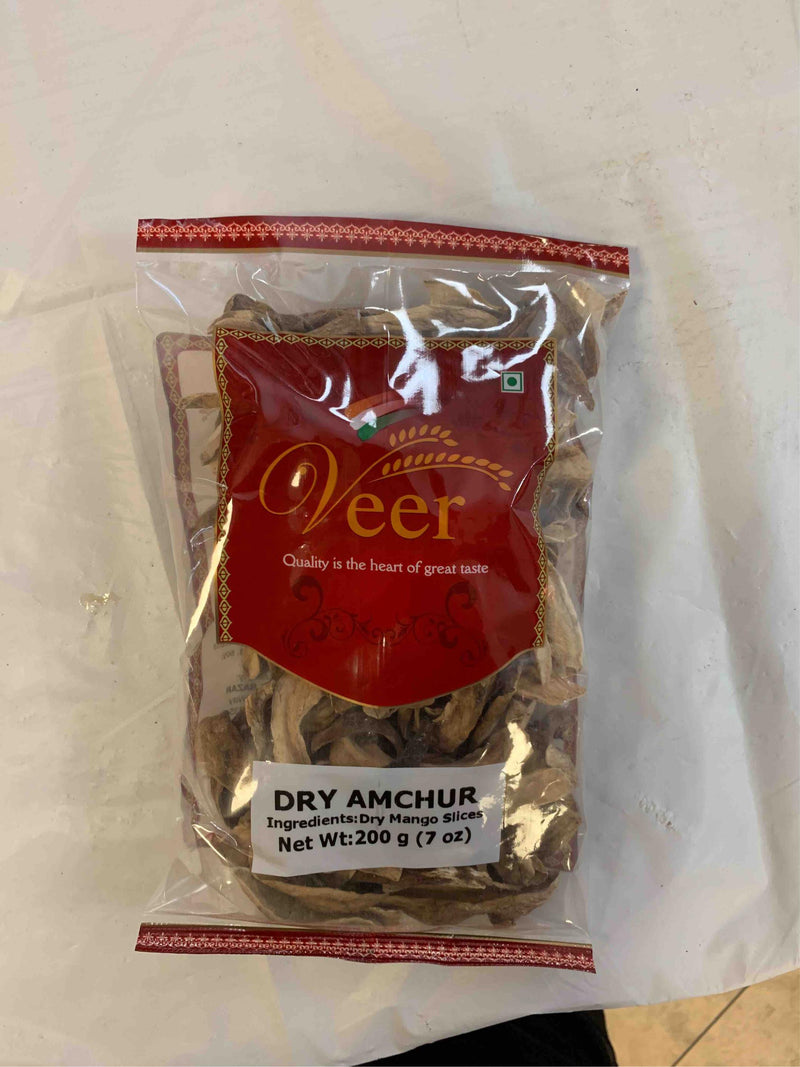 Veer
Quality is the heart of great taste
DRY AMCHUR
Ingredients:Dry Mango Slices
Net Wt:200 g (7 oz)